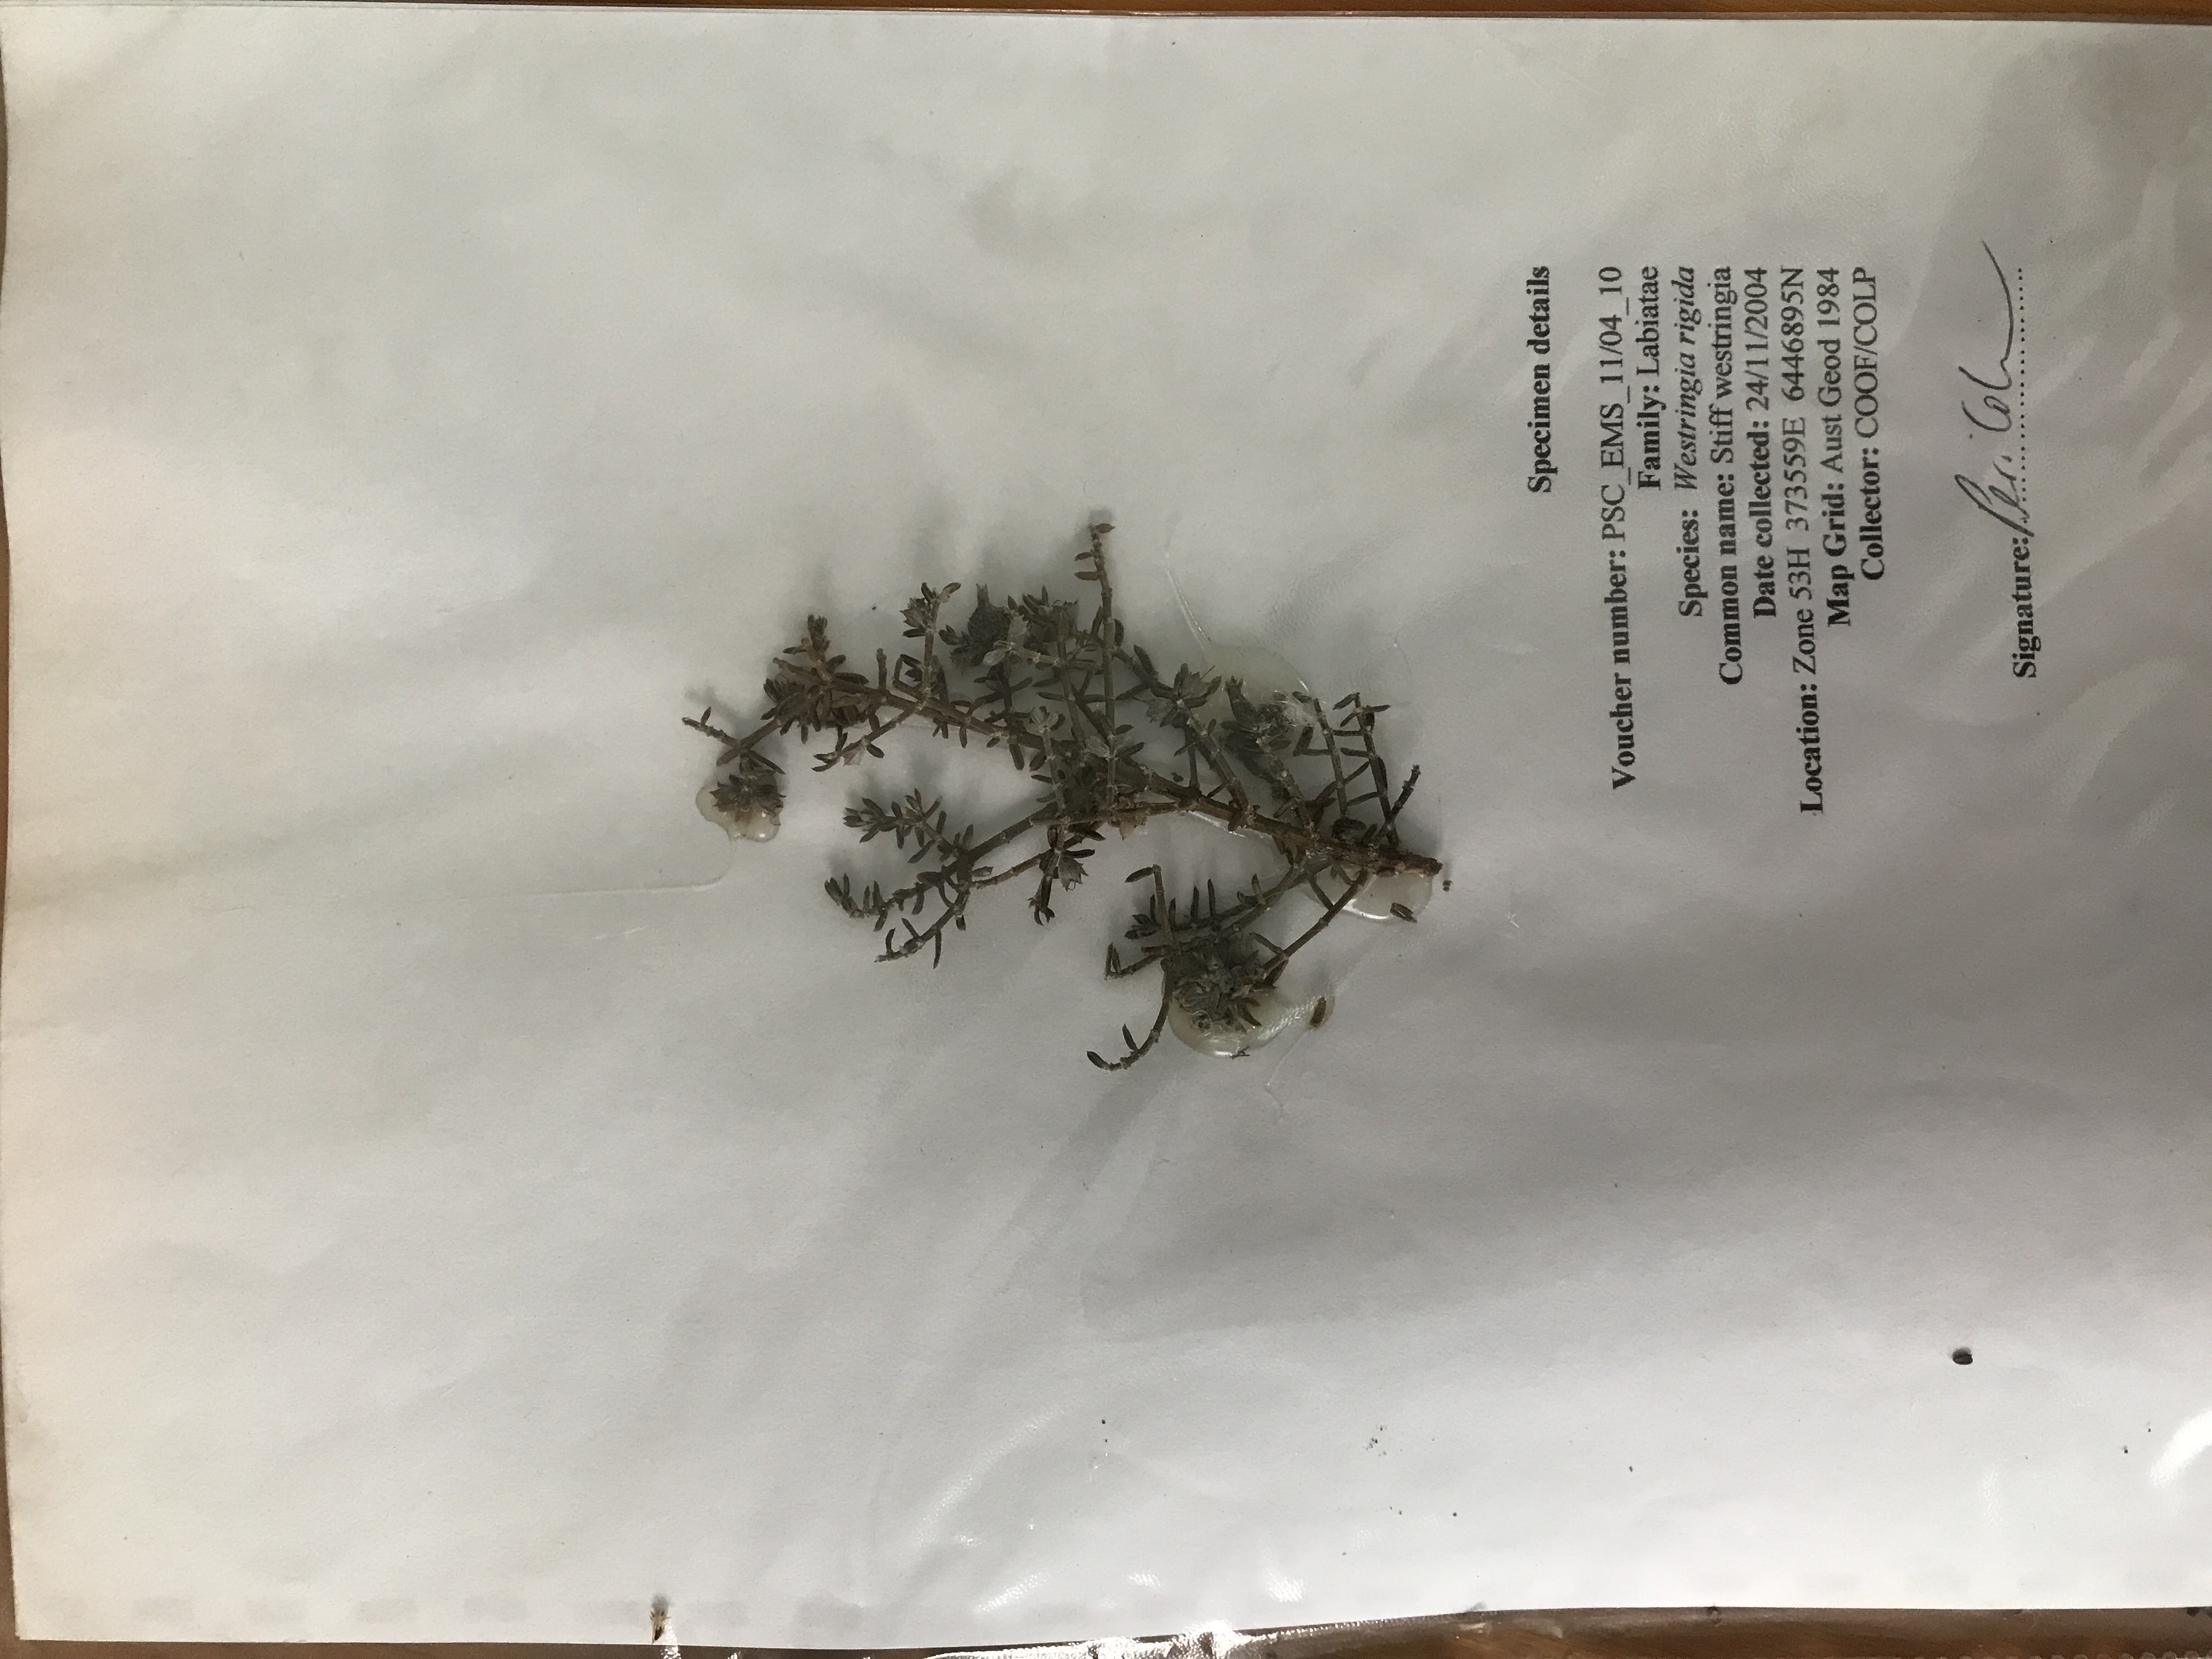 Specimen details
Voucher number: PSC_EMS_11/04_10
Family: Labiatae
Species: Westringia rigida
Common name: Stiff westringia
Date collected: 24/11/2004
Location: Zone 53H 373559E 6446895N
Map Grid: Aust Geod 1984
Collector: COOF/COLP
Signature: